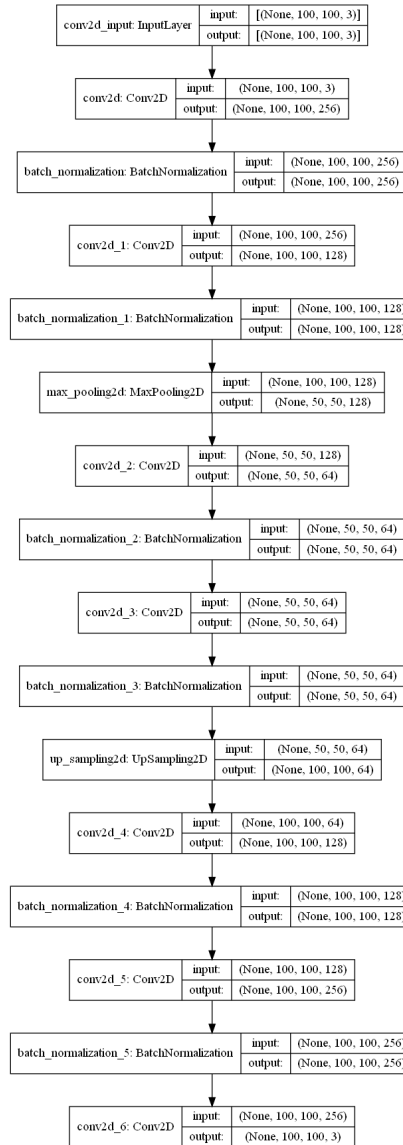 conv2d_input: InputLayer input: [(None, 100, 100, 3)]
output: [(None, 100, 100, 3)]
conv2d: Conv2D input: (None, 100, 100, 3)
output: (None, 100, 100, 256)
batch_normalization: BatchNormalization input: (None, 100, 100, 256)
output: (None, 100, 100, 256)
conv2d_1: Conv2D input: (None, 100, 100, 256)
output: (None, 100, 100, 128)
batch_normalization_1: BatchNormalization input: (None, 100, 100, 128)
output: (None, 100, 100, 128)
max_pooling2d: MaxPooling2D input: (None, 100, 100, 128)
output: (None, 50, 50, 128)
conv2d_2: Conv2D input: (None, 50, 50, 128)
output: (None, 50, 50, 64)
batch_normalization_2: BatchNormalization input: (None, 50, 50, 64)
output: (None, 50, 50, 64)
conv2d_3: Conv2D input: (None, 50, 50, 64)
output: (None, 50, 50, 64)
batch_normalization_3: BatchNormalization input: (None, 50, 50, 64)
output: (None, 50, 50, 64)
up_sampling2d: UpSampling2D input: (None, 50, 50, 64)
output: (None, 100, 100, 64)
conv2d_4: Conv2D input: (None, 100, 100, 64)
output: (None, 100, 100, 128)
batch_normalization_4: BatchNormalization input: (None, 100, 100, 128)
output: (None, 100, 100, 128)
conv2d_5: Conv2D input: (None, 100, 100, 128)
output: (None, 100, 100, 256)
batch_normalization_5: BatchNormalization input: (None, 100, 100, 256)
output: (None, 100, 100, 256)
conv2d_6: Conv2D input: (None, 100, 100, 256)
output: (None, 100, 100, 3)